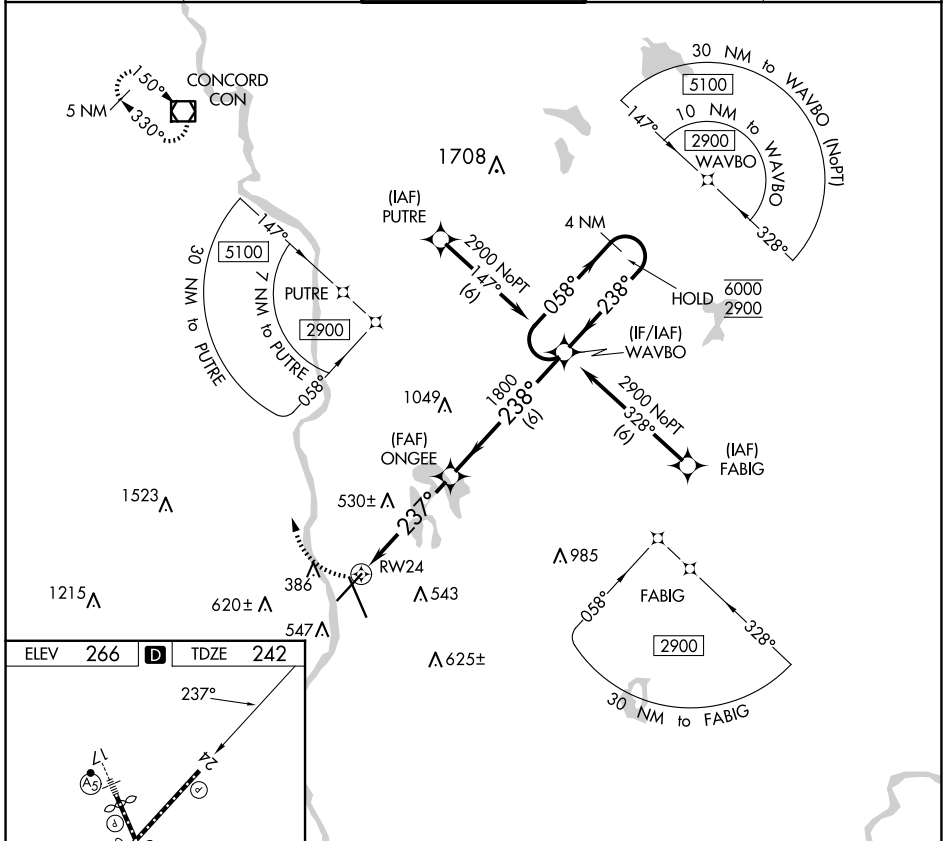 CONCORD
CON
150°
330°
5 NM
30 NM to WAVBO (NoPT)
5100
10 NM to WAVBO
2900
WAVBO
147°
328°
1708
(IAF)
PUTRE
2900 NoPT
147°
(6)
4 NM
058°
238°
HOLD
6000
2900
(IF/IAF)
WAVBO
147°
5100
30 NM to PUTRE
7 NM to PUTRE
PUTRE
2900
058°
1049
1800
238°
(6)
2900 NoPT
328°
(6)
(IAF)
FABIG
(FAF)
ONGEE
1523
530±
237°
RW24
386
1215
620±
543
547
625±
985
058°
FABIG
328°
2900
30 NM to FABIG
ELEV 266 D TDZE 242
237°
17
24
A5
P
P